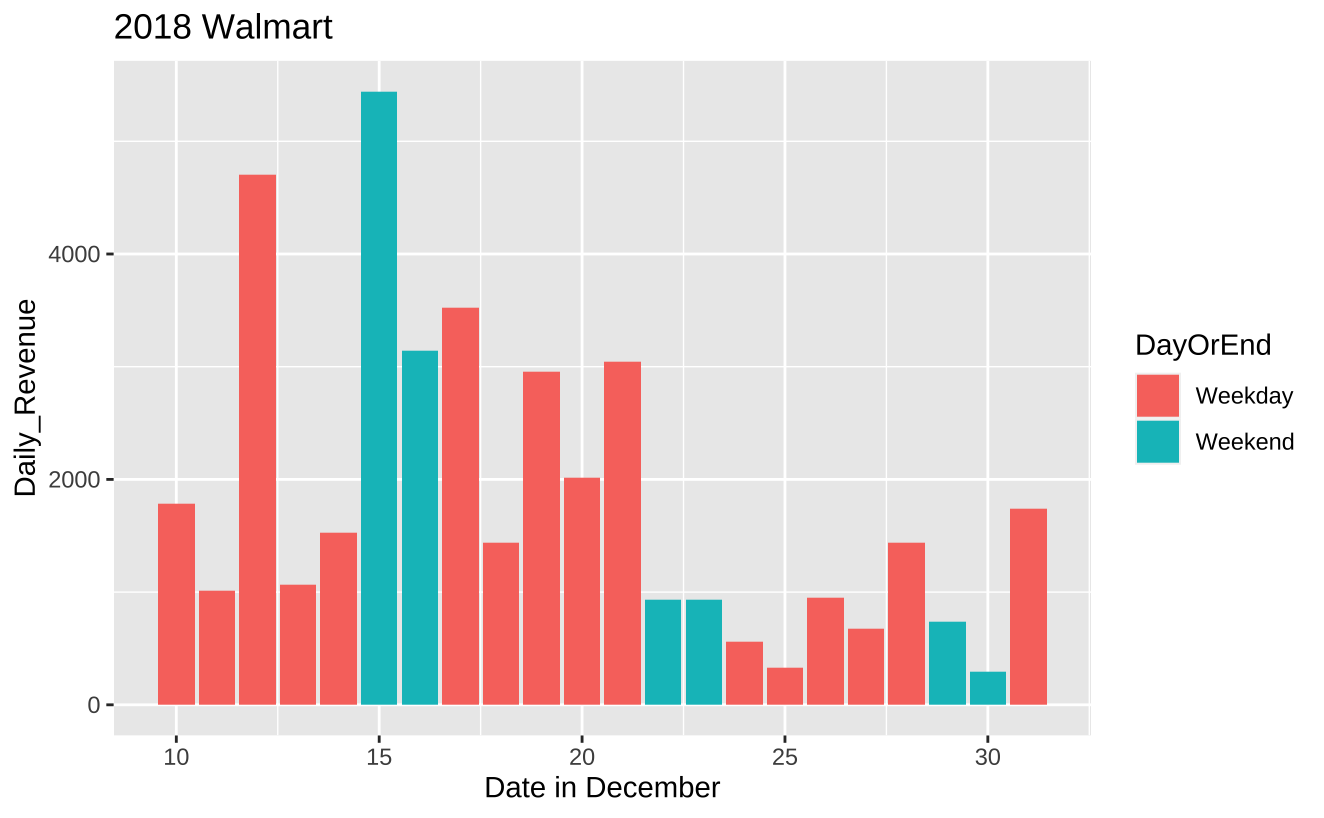 2018 Walmart
4000
2000
0
Daily_Revenue
10 15 20 25 30
Date in December
DayOrEnd
Weekday
Weekend